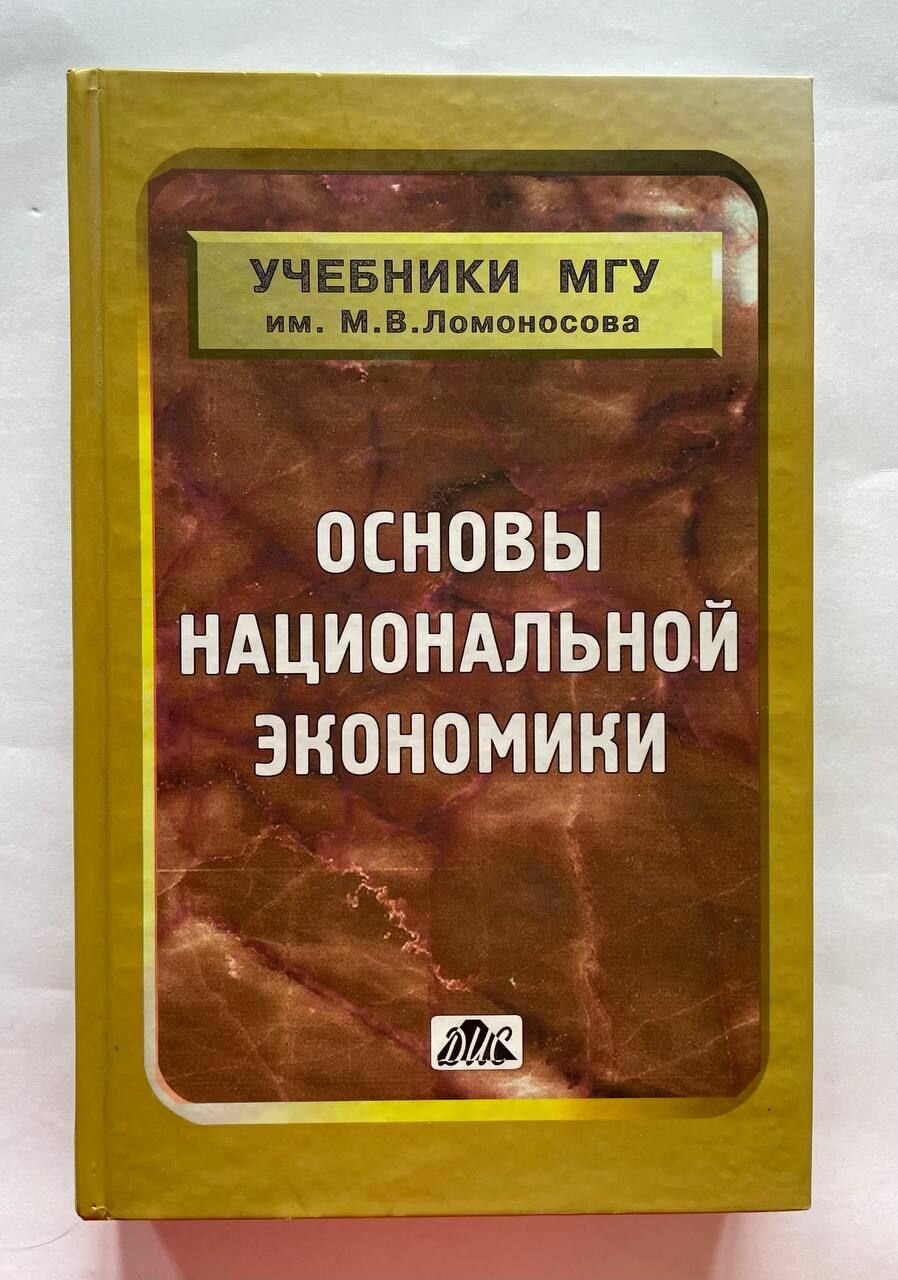 УЧЕБНИКИ МГУ
им. М.В.Ломоносова
ОСНОВЫ
НАЦИОНАЛЬНОЙ
ЭКОНОМИКИ
ДИС